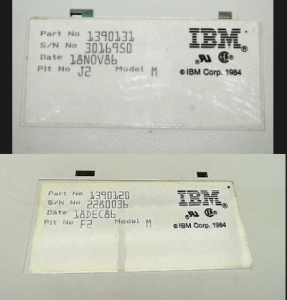 Part No 1390131
S/N No 3016950
Date 18NOV86
Plt No J2 Model M
IBM
© IBM Corp. 1984
Part No 1390120
S/N No 2280036
Date 18DEC86
Plt No F2 Model M
IBM
© IBM Corp. 1984